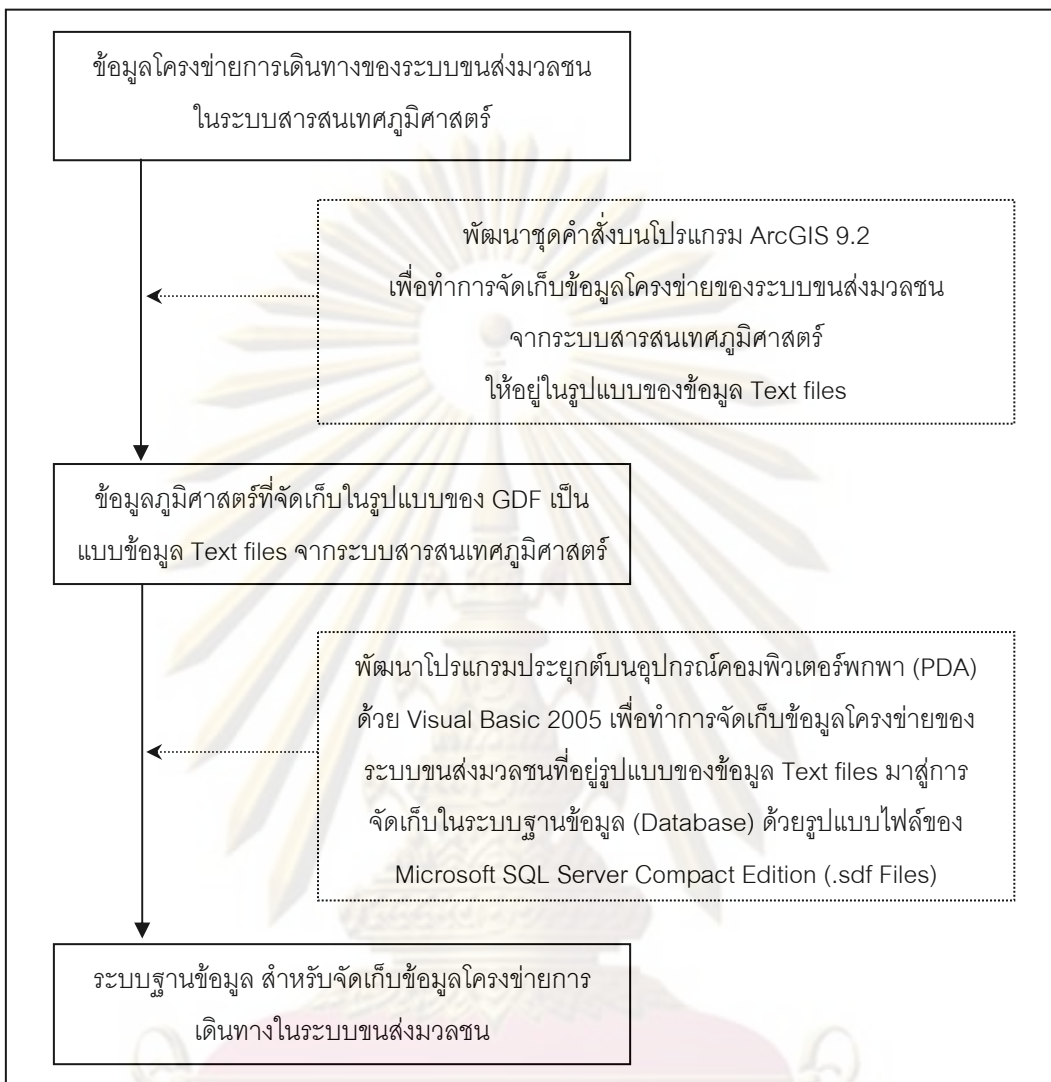 ข้อมูลโครงข่ายการเดินทางของระบบขนส่งมวลชน
ในระบบสารสนเทศภูมิศาสตร์
พัฒนาชุดคำสั่งบนโปรแกรม ArcGIS 9.2
เพื่อทำการจัดเก็บข้อมูลโครงข่ายของระบบขนส่งมวลชน
จากระบบสารสนเทศภูมิศาสตร์
ให้อยู่ในรูปแบบของข้อมูล Text files
ข้อมูลภูมิศาสตร์ที่จัดเก็บในรูปแบบของ GDF เป็น
แบบข้อมูล Text files จากระบบสารสนเทศภูมิศาสตร์
พัฒนาโปรแกรมประยุกต์บนอุปกรณ์คอมพิวเตอร์พกพา (PDA)
ด้วย Visual Basic 2005 เพื่อทำการจัดเก็บข้อมูลโครงข่ายของ
ระบบขนส่งมวลชนที่อยู่รูปแบบของข้อมูล Text files มาสู่การ
จัดเก็บในระบบฐานข้อมูล (Database) ด้วยรูปแบบไฟล์ของ
Microsoft SQL Server Compact Edition (.sdf Files)
ระบบฐานข้อมูล สำหรับจัดเก็บข้อมูลโครงข่ายการ
เดินทางในระบบขนส่งมวลชน